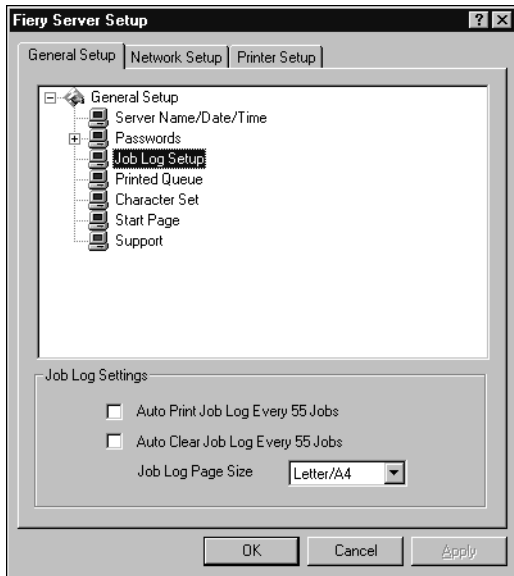 Fiery Server Setup
General Setup Network Setup Printer Setup
General Setup
Server Name/Date/Time
Passwords
Job Log Setup
Printed Queue
Character Set
Start Page
Support
Job Log Settings
Auto Print Job Log Every 55 Jobs
Auto Clear Job Log Every 55 Jobs
Job Log Page Size Letter/A4
OK Cancel Apply